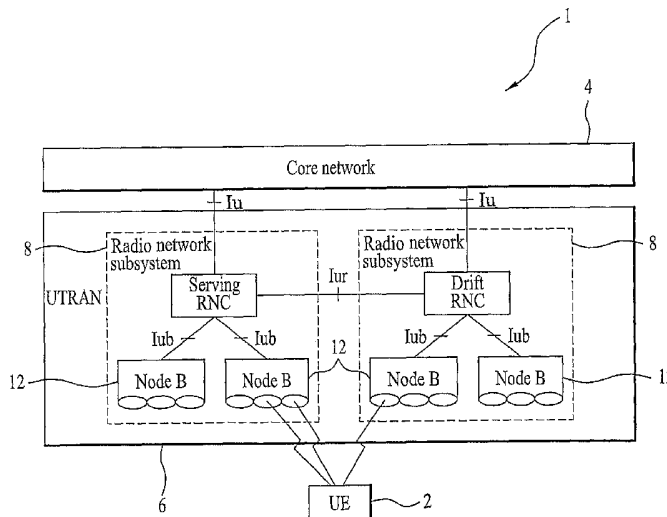 1
4
Core network
Iu
Iu
8
Radio network
subsystem
Radio network
subsystem
8
UTRAN
Serving
RNC
Iur
Drift
RNC
Iub
Iub
Iub
Iub
12
Node B
Node B
12
Node B
Node B
6
UE
2